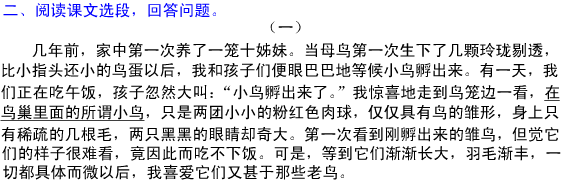 二、阅读课文选段，回答问题。
（一）
几年前，家中第一次养了一笼十姊妹。当母鸟第一次生下了几颗玲珑剔透，
比小指头还小的鸟蛋以后，我和孩子们便眼巴巴地等候小鸟孵出来。有一天，我
们正在吃午饭，孩子忽然大叫：“小鸟孵出来了。”我惊喜地走到鸟笼边一看，在
鸟巢里面的所谓小鸟，只是两团小小的粉红色肉球，仅仅具有鸟的雏形，身上只
有稀疏的几根毛，两只黑黑的眼睛却奇大。第一次看到刚孵出来的雏鸟，但觉它
们的样子很难看，竟因此而吃不下饭。可是，等到它们渐渐长大，羽毛渐丰，一
切都具体而微以后，我喜爱它们又甚于那些老鸟。